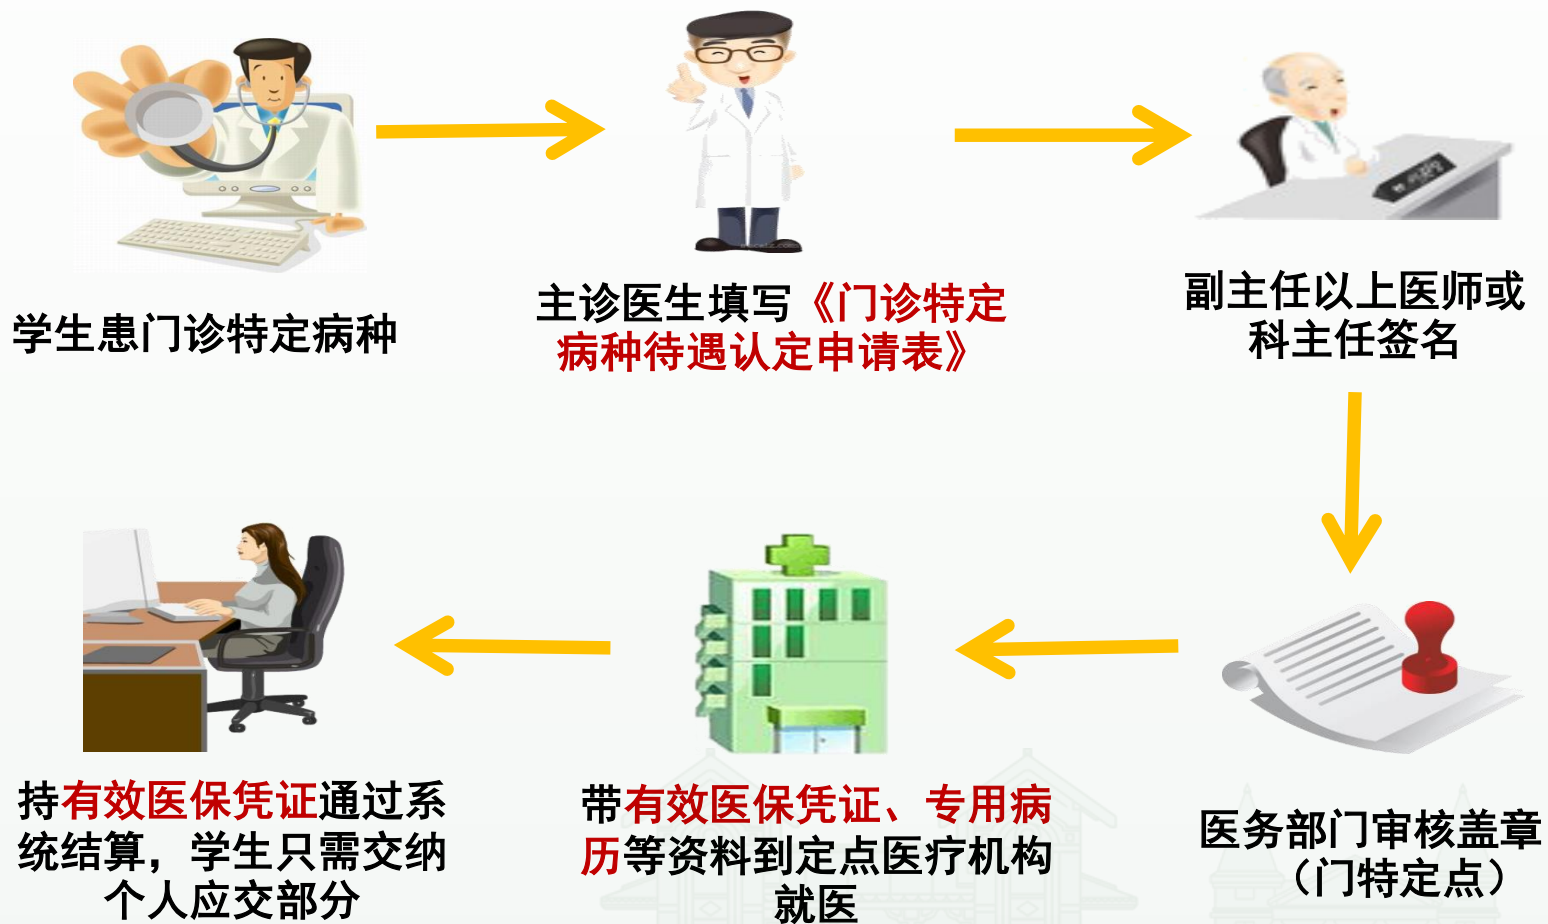 学生患门诊特定病种
主诊医生填写《门诊特定
病种待遇认定申请表》
副主任以上医师或
科主任签名
医务部门审核盖章
（门特定点）
带有效医保凭证、专用病
历等资料到定点医疗机构
就医
持有效医保凭证通过系
统结算，学生只需交纳
个人应交部分